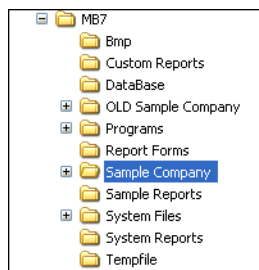 MB7
Bmp
Custom Reports
DataBase
OLD Sample Company
Programs
Report Forms
Sample Company
Sample Reports
System Files
System Reports
Tempfile